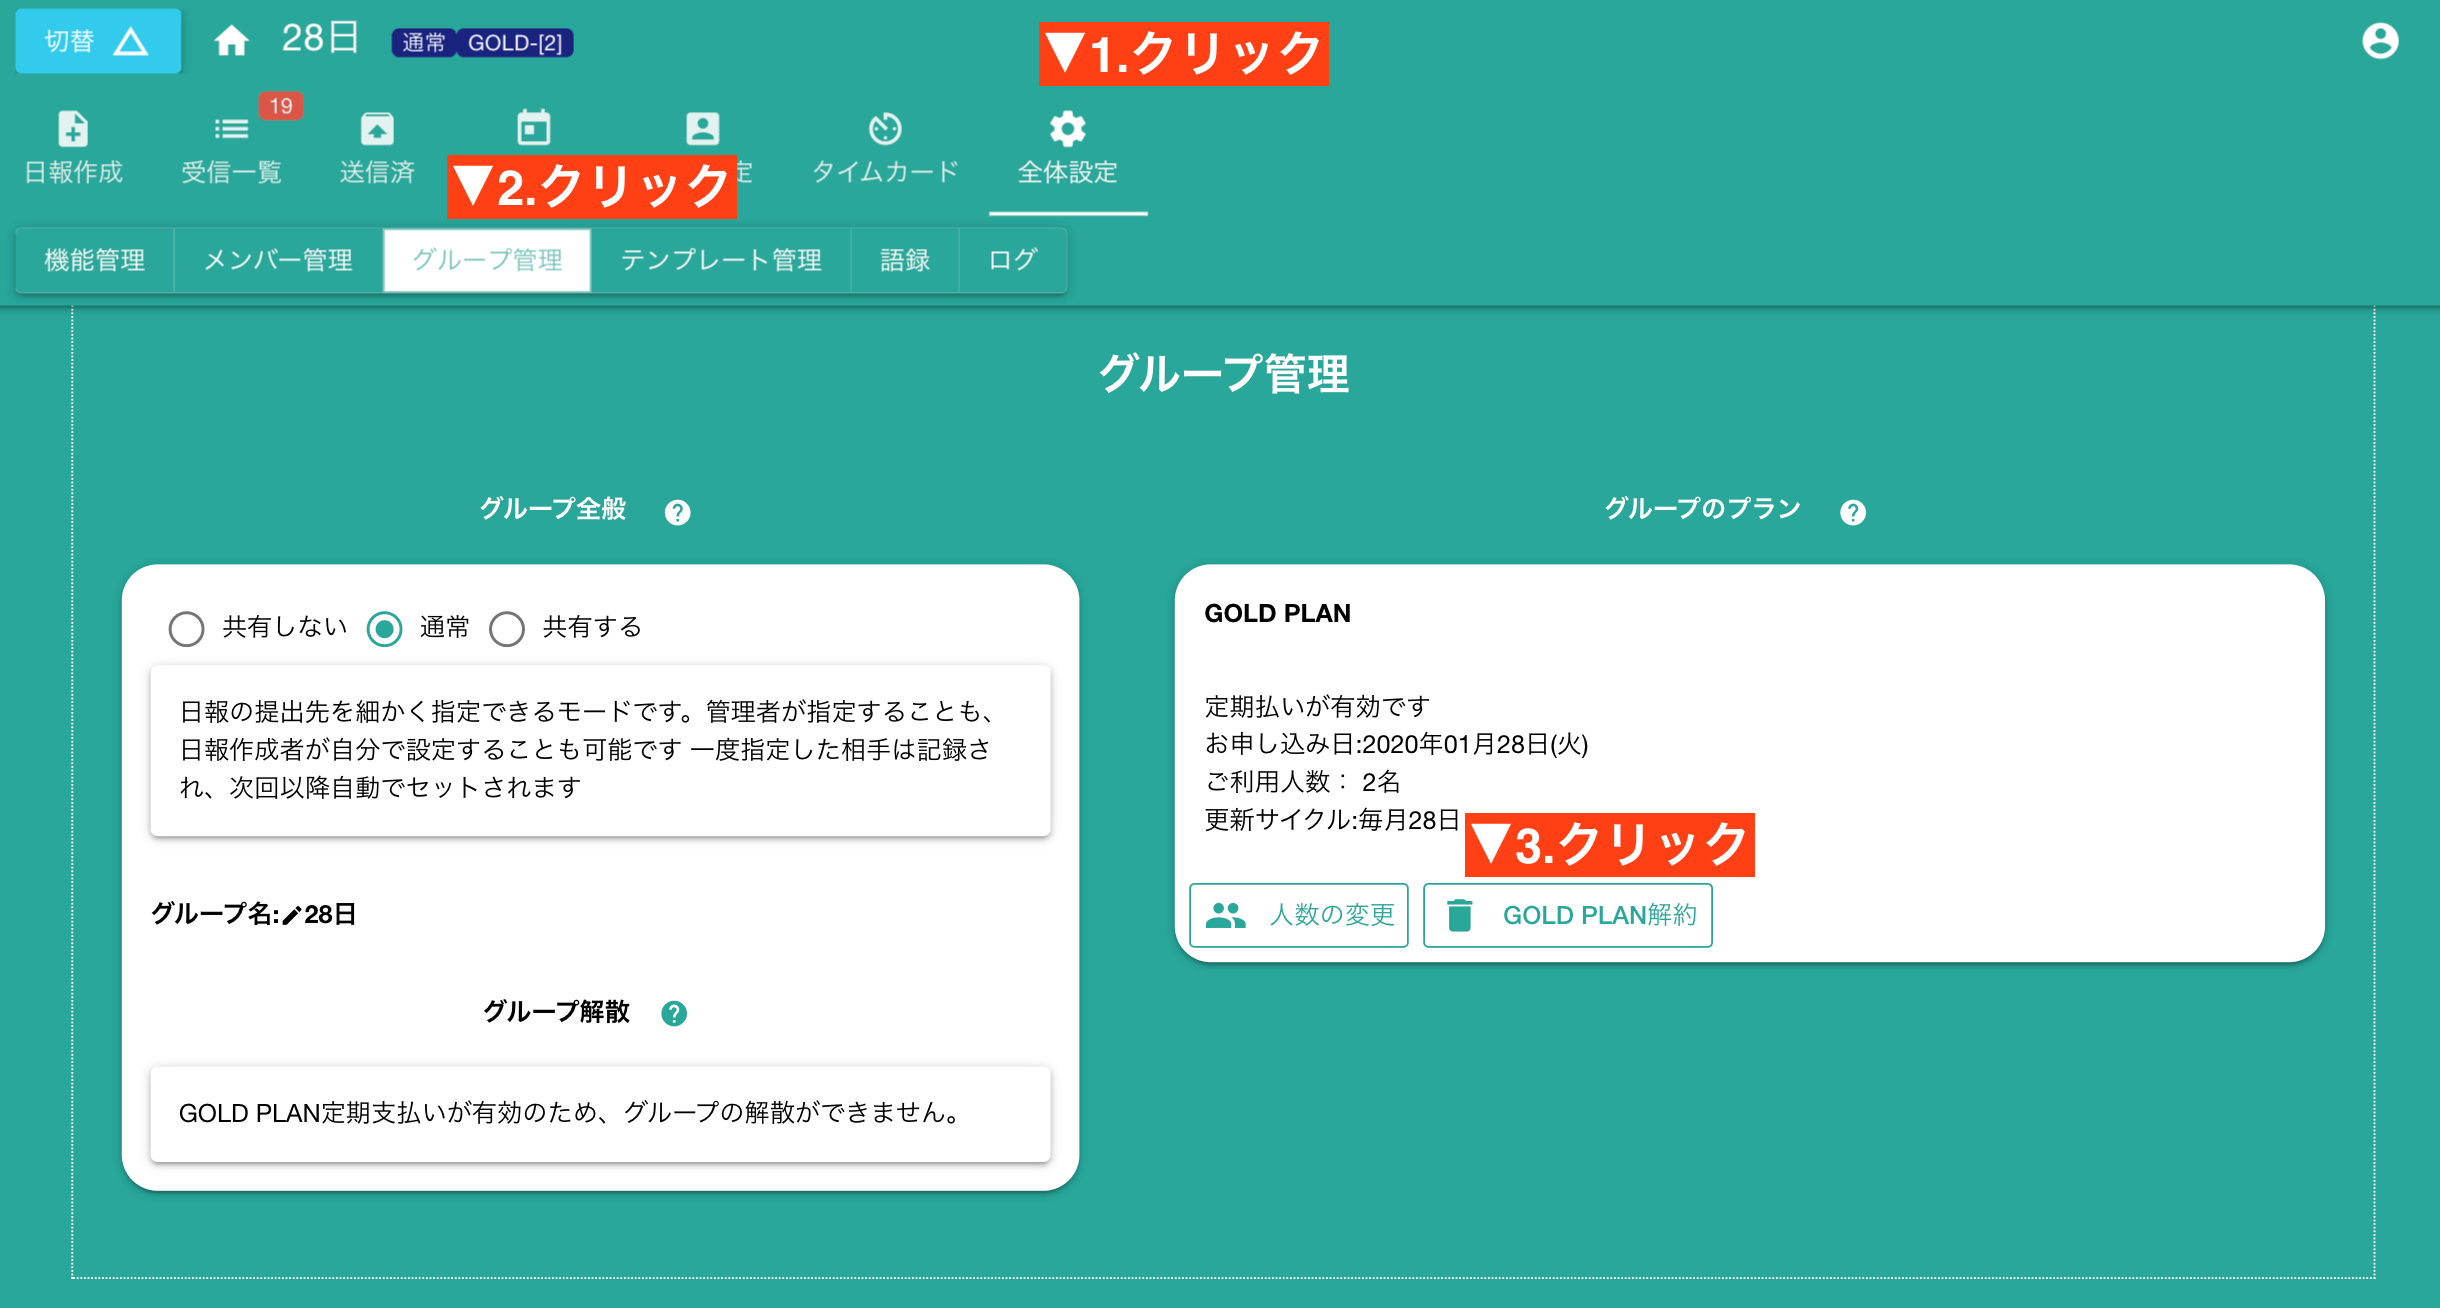 切替
28日
通常 GOLD-[2]
▼1.クリック
19
日報作成
受信一覧
送信済
定
タイムカード
全体設定
▼2.クリック
機能管理
メンバー管理
グループ管理
テンプレート管理
語録
ログ
グループ管理
グループ全般
共有しない 通常 共有する
日報の提出先を細かく指定できるモードです。管理者が指定することも、
日報作成者が自分で設定することも可能です 一度指定した相手は記録さ
れ、次回以降自動でセットされます
グループ名:28日
グループ解散
GOLD PLAN定期支払いが有効のため、グループの解散ができません。
グループのプラン
GOLD PLAN
定期払いが有効です
お申し込み日:2020年01月28日(火)
ご利用人数： 2名
更新サイクル:毎月28日
▼3.クリック
人数の変更
GOLD PLAN解約